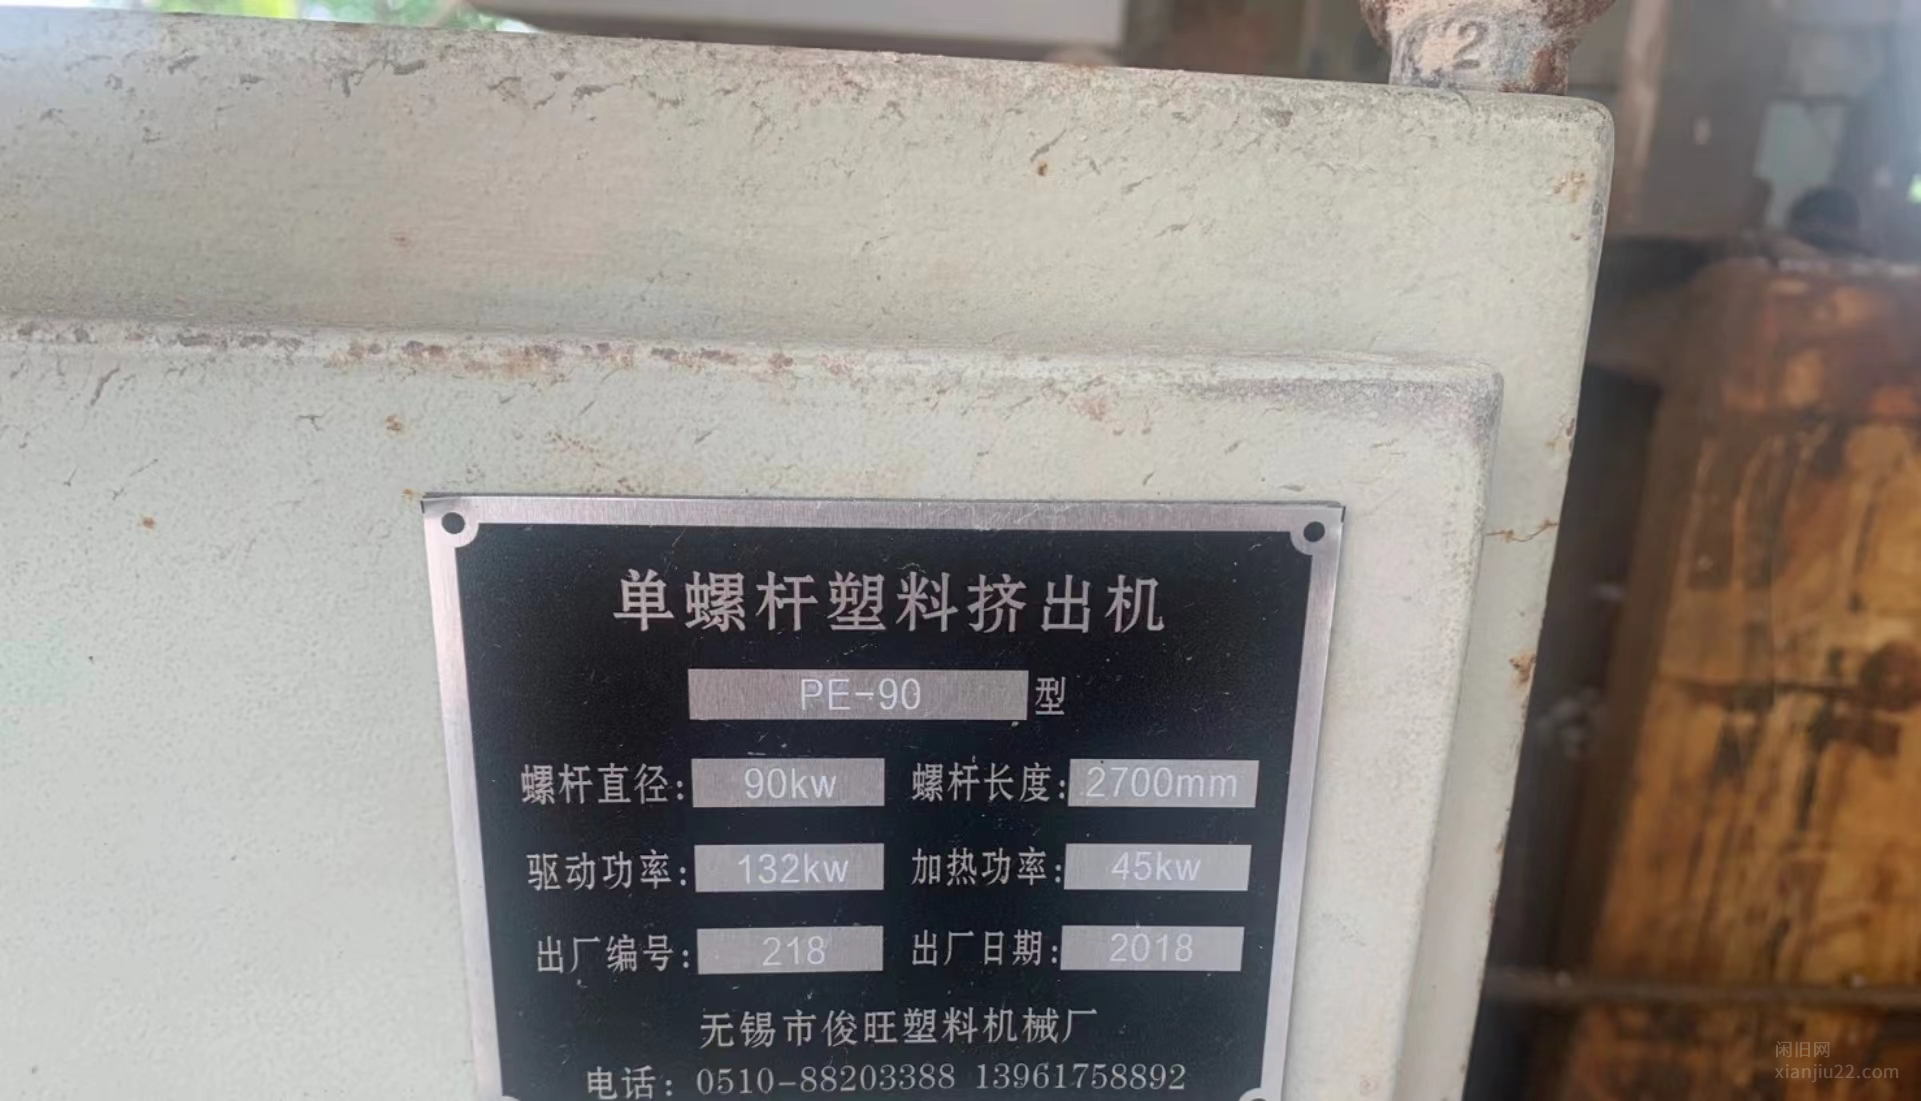 2
单螺杆塑料挤出机
PE-90型
螺杆直径: 90kw 螺杆长度: 2700mm
驱动功率: 132kw 加热功率: 45kw
出厂编号: 218 出厂日期: 2018
无锡市俊旺塑料机械厂
电话: 0510-88203388 13961758892
闲旧网
xianjiu22.com